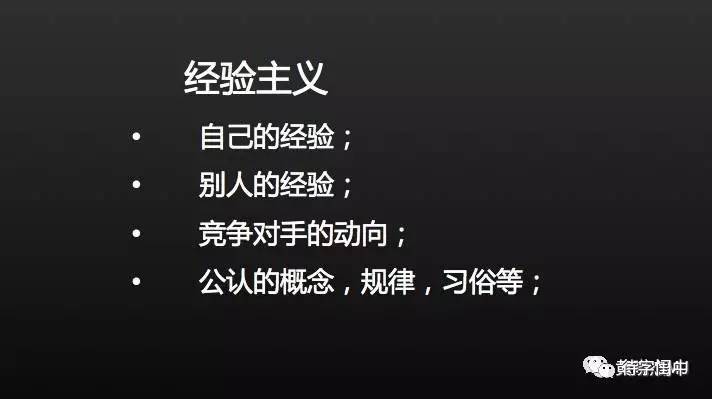 经验主义
• 自己的经验；
• 别人的经验；
• 竞争对手的动向；
• 公认的概念，规律，习俗等；